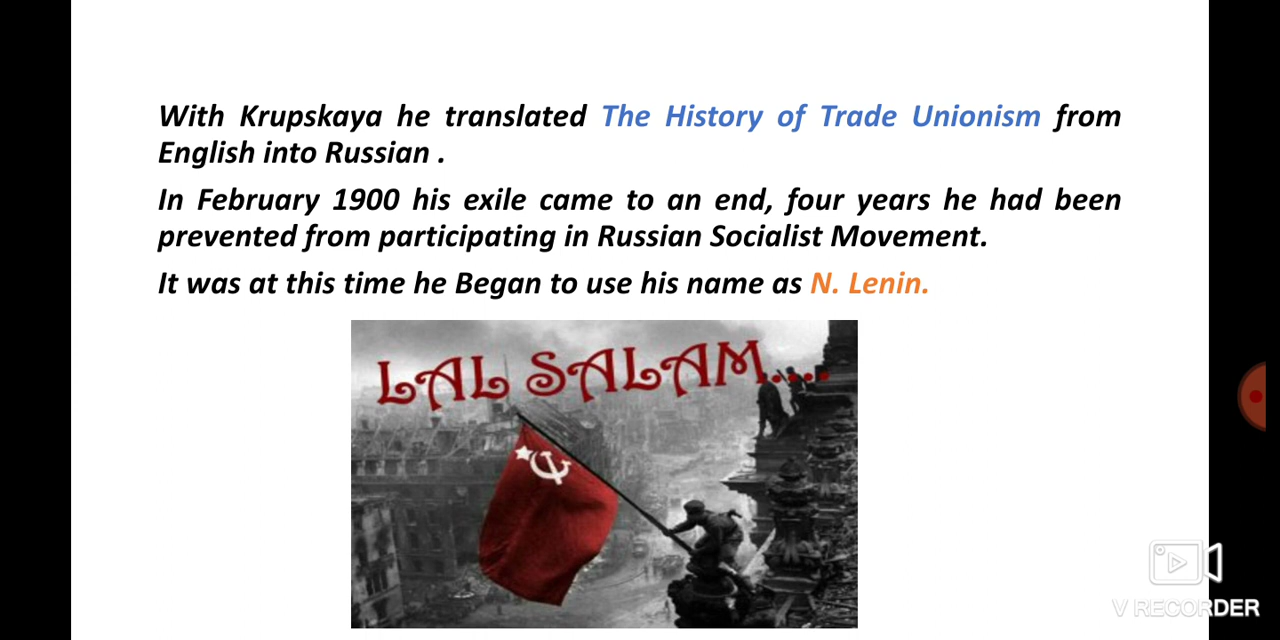 With Krupskaya he translated The History of Trade Unionism from
English into Russian .
In February 1900 his exile came to an end, four years he had been
prevented from participating in Russian Socialist Movement.
It was at this time he Began to use his name as N. Lenin.
LAL SALAM....
V RECORDER